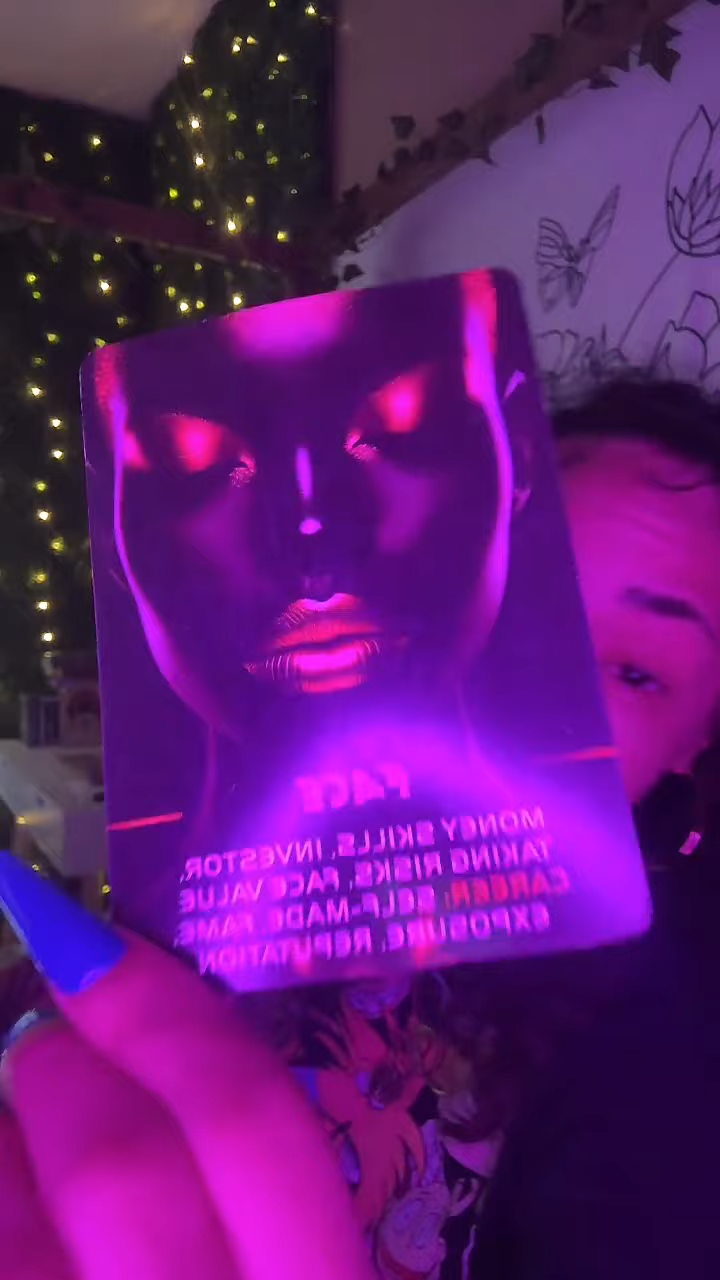 FACE
MONEY SKILLS, INVESTOR,
TAKING RISKS, FACE VALUE
CAREER, SELF-MADE, FAME,
EXPOSURE, REPUTATION